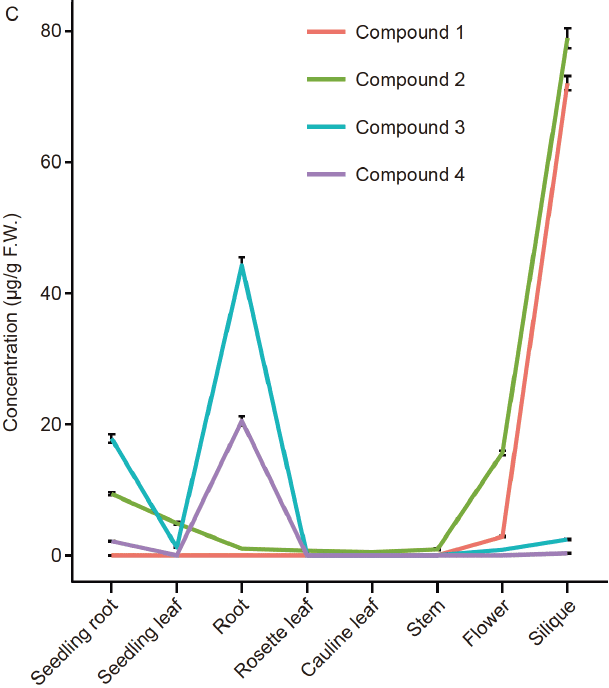 C
Compound 1
Compound 2
Compound 3
Compound 4
Concentration (µg/g F.W.)
80
60
40
20
0
Seedling root
Seedling leaf
Root
Rosette leaf
Cauline leaf
Stem
Flower
Silique